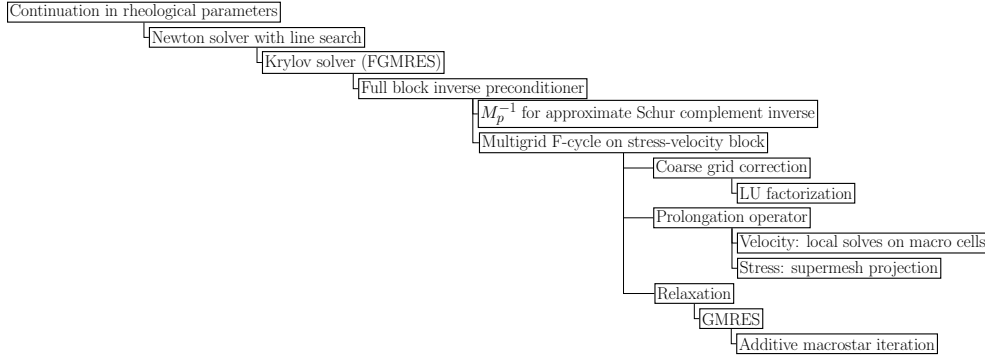 Continuation in rheological parameters
Newton solver with line search
Krylov solver (FGMRES)
Full block inverse preconditioner
$M_p^{-1}$ for approximate Schur complement inverse
Multigrid F-cycle on stress-velocity block
Coarse grid correction
LU factorization
Prolongation operator
Velocity: local solves on macro cells
Stress: supermesh projection
Relaxation
GMRES
Additive macrostar iteration